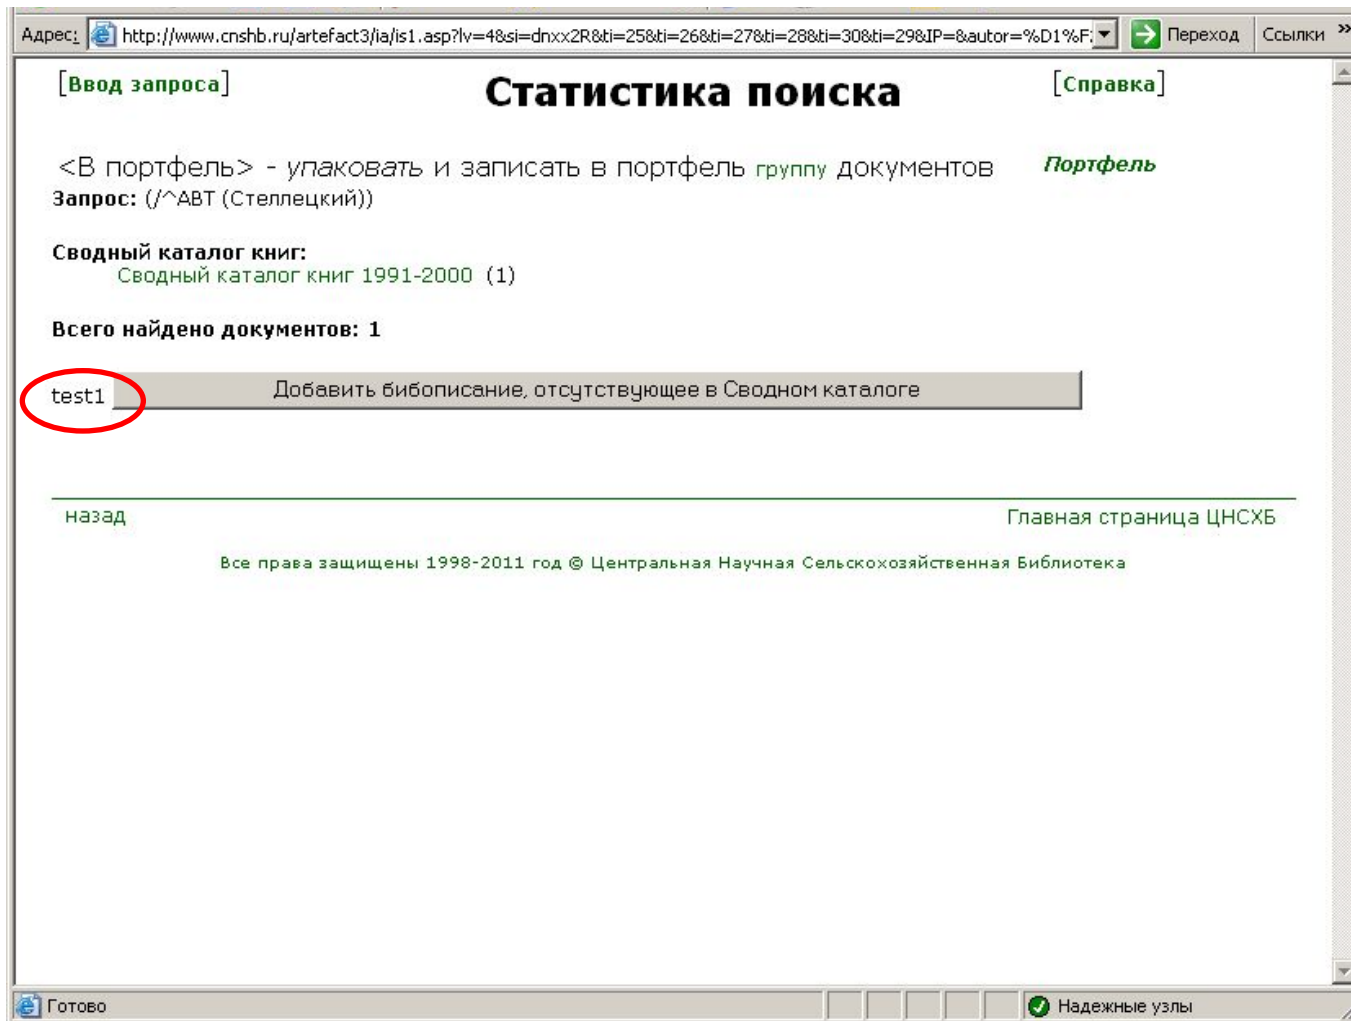 Адрес: http://www.cnshb.ru/artefact3/ia/is1.asp?lv=4&si=dnxx2R&ti=25&ti=26&ti=27&ti=28&ti=30&ti=29&IP=&autor=%D1%F: Переход Ссылки »
[Ввод запроса] Статистика поиска [Справка]
<В портфель> - упаковать и записать в портфель группу документов Портфель
Запрос: (/^АВТ (Стеллецкий))
Сводный каталог книг:
Сводный каталог книг 1991-2000 (1)
Всего найдено документов: 1
test1 Добавить бибописание, отсутствующее в Сводном каталоге
назад Главная страница ЦНСХБ
Все права защищены 1998-2011 год © Центральная Научная Сельскохозяйственная Библиотека
Готово Надежные узлы